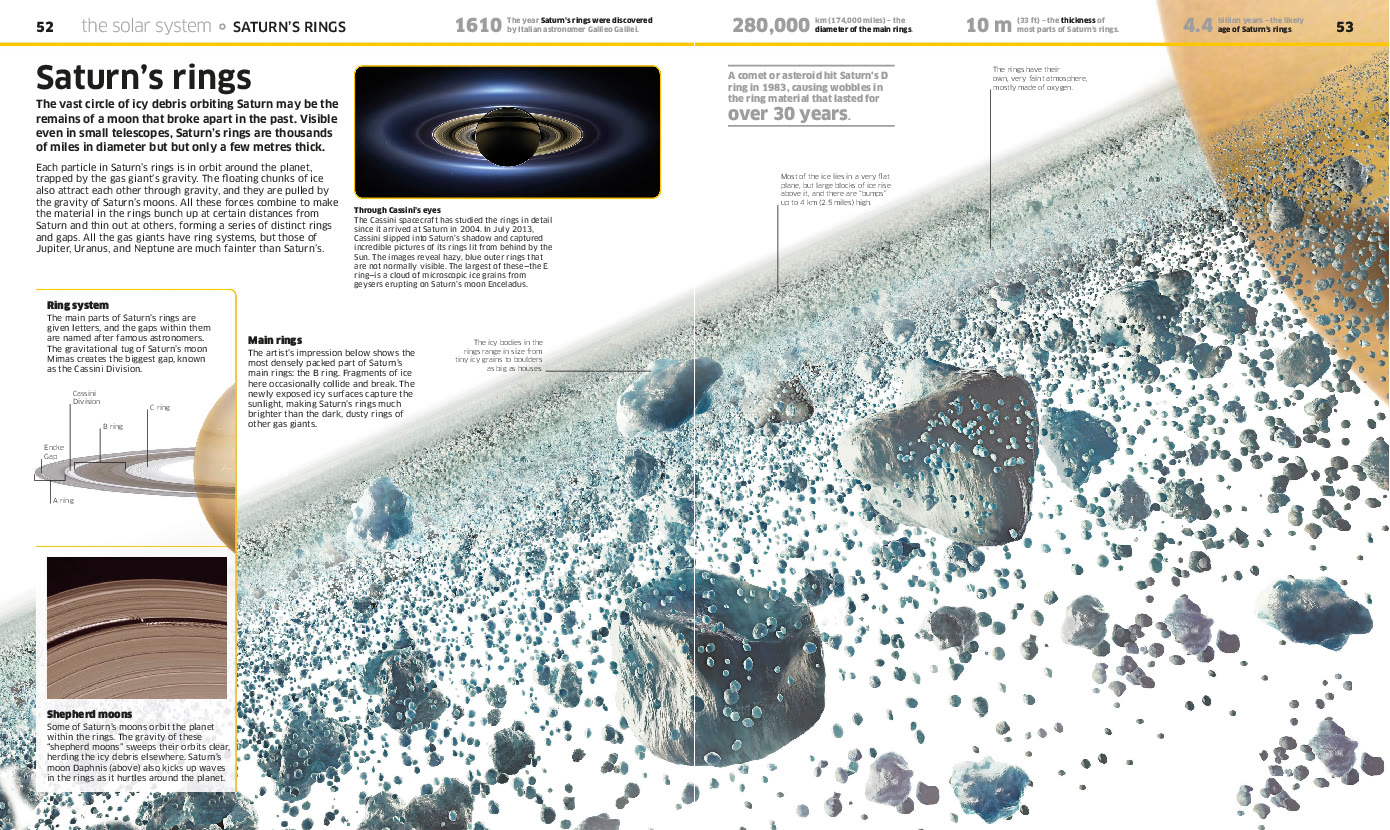 52 the solar system ○ SATURN'S RINGS
1610 The year Saturn's rings were discovered
by Italian astronomer Galileo Galilei.
280,000 km (174,000 miles) – the
diameter of the main rings.
10 m (33 ft) – the thickness of
most parts of Saturn's rings.
4.4 billion years – the likely
age of Saturn's rings
53
Saturn's rings
The vast circle of icy debris orbiting Saturn may be the
remains of a moon that broke apart in the past. Visible
even in small telescopes, Saturn's rings are thousands
of miles in diameter but but only a few metres thick.
Each particle in Saturn's rings is in orbit around the planet,
trapped by the gas giant's gravity. The floating chunks of ice
also attract each other through gravity, and they are pulled by
the gravity of Saturn's moons. All these forces combine to make
the material in the rings bunch up at certain distances from
Saturn and thin out at others, forming a series of distinct rings
and gaps. All the gas giants have ring systems, but those of
Jupiter, Uranus, and Neptune are much fainter than Saturn's.
Through Cassini's eyes
The Cassini spacecraft has studied the rings in detail
since it arrived at Saturn in 2004. In July 2013,
Cassini slipped into Saturn's shadow and captured
incredible pictures of its rings lit from behind by the
Sun. The images reveal hazy, blue outer rings that
are not normally visible. The largest of these—the E
ring—is a cloud of microscopic ice grains from
geysers erupting on Saturn's moon Enceladus.
A comet or asteroid hit Saturn's D
ring in 1983, causing wobbles in
the ring material that lasted for
over 30 years.
The rings have their
own, very faint atmosphere,
mostly made of oxygen.
Most of the ice lies in a very flat
plane, but large blocks of ice rise
above it, and there are "bumps"
up to 4 km (2.5 miles) high.
Ring system
The main parts of Saturn's rings are
given letters, and the gaps within them
are named after famous astronomers.
The gravitational tug of Saturn's moon
Mimas creates the biggest gap, known
as the Cassini Division.
Cassini
Division
C ring
B ring
Encke
Gap
A ring
Main rings
The artist's impression below shows the
most densely packed part of Saturn's
main rings: the B ring. Fragments of ice
here occasionally collide and break. The
newly exposed icy surfaces capture the
sunlight, making Saturn's rings much
brighter than the dark, dusty rings of
other gas giants.
The icy bodies in the
rings range in size from
tiny icy grains to boulders
as big as houses.
Shepherd moons
Some of Saturn's moons orbit the planet
within the rings. The gravity of these
"shepherd moons" sweeps their orbits clear,
herding the icy debris elsewhere. Saturn's
moon Daphnis (above) also kicks up waves
in the rings as it hurtles around the planet.